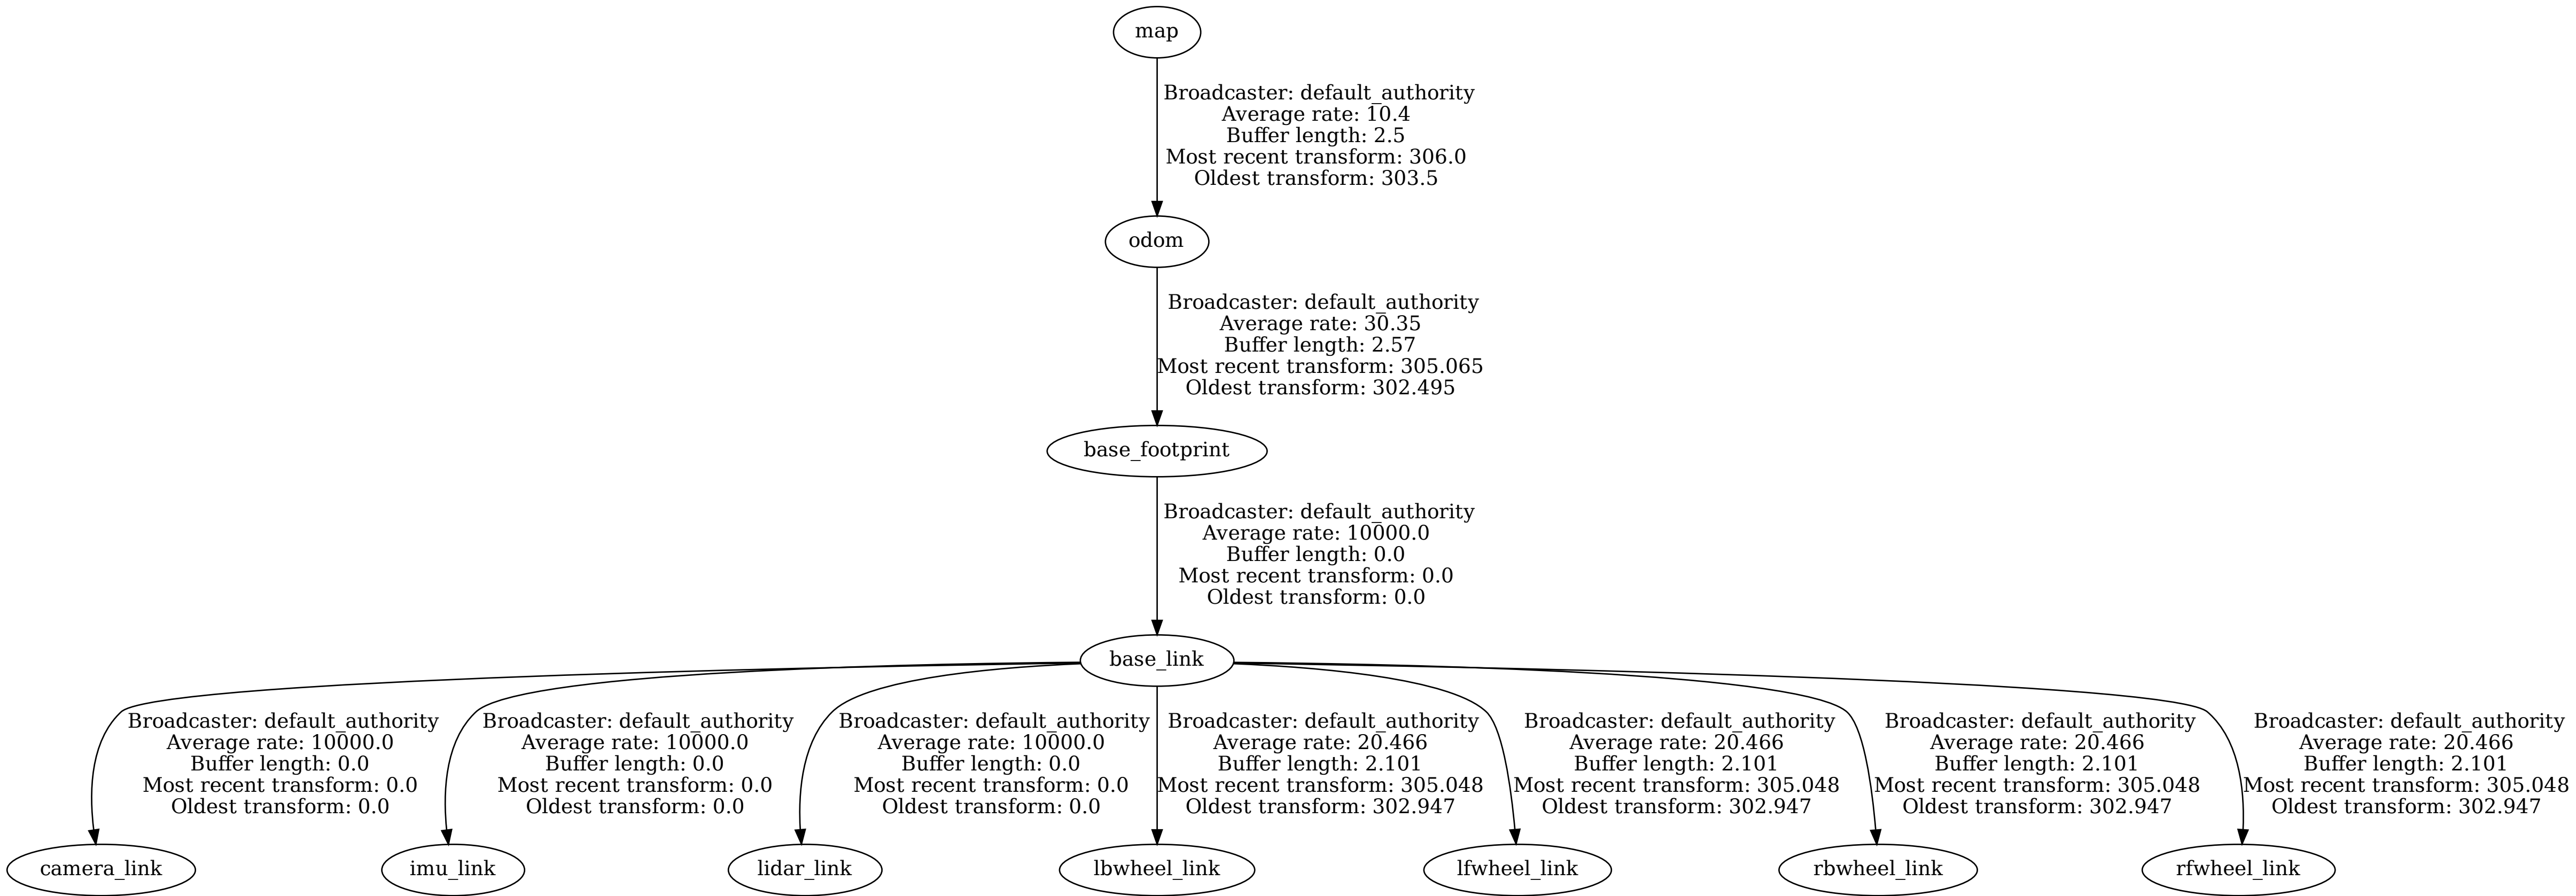 map
Broadcaster: default_authority
Average rate: 10.4
Buffer length: 2.5
Most recent transform: 306.0
Oldest transform: 303.5
odom
Broadcaster: default_authority
Average rate: 30.35
Buffer length: 2.57
Most recent transform: 305.065
Oldest transform: 302.495
base_footprint
Broadcaster: default_authority
Average rate: 10000.0
Buffer length: 0.0
Most recent transform: 0.0
Oldest transform: 0.0
base_link
Broadcaster: default_authority
Average rate: 10000.0
Buffer length: 0.0
Most recent transform: 0.0
Oldest transform: 0.0
camera_link
Broadcaster: default_authority
Average rate: 10000.0
Buffer length: 0.0
Most recent transform: 0.0
Oldest transform: 0.0
imu_link
Broadcaster: default_authority
Average rate: 10000.0
Buffer length: 0.0
Most recent transform: 0.0
Oldest transform: 0.0
lidar_link
Broadcaster: default_authority
Average rate: 20.466
Buffer length: 2.101
Most recent transform: 305.048
Oldest transform: 302.947
lbwheel_link
Broadcaster: default_authority
Average rate: 20.466
Buffer length: 2.101
Most recent transform: 305.048
Oldest transform: 302.947
lfwheel_link
Broadcaster: default_authority
Average rate: 20.466
Buffer length: 2.101
Most recent transform: 305.048
Oldest transform: 302.947
rbwheel_link
Broadcaster: default_authority
Average rate: 20.466
Buffer length: 2.101
Most recent transform: 305.048
Oldest transform: 302.947
rfwheel_link